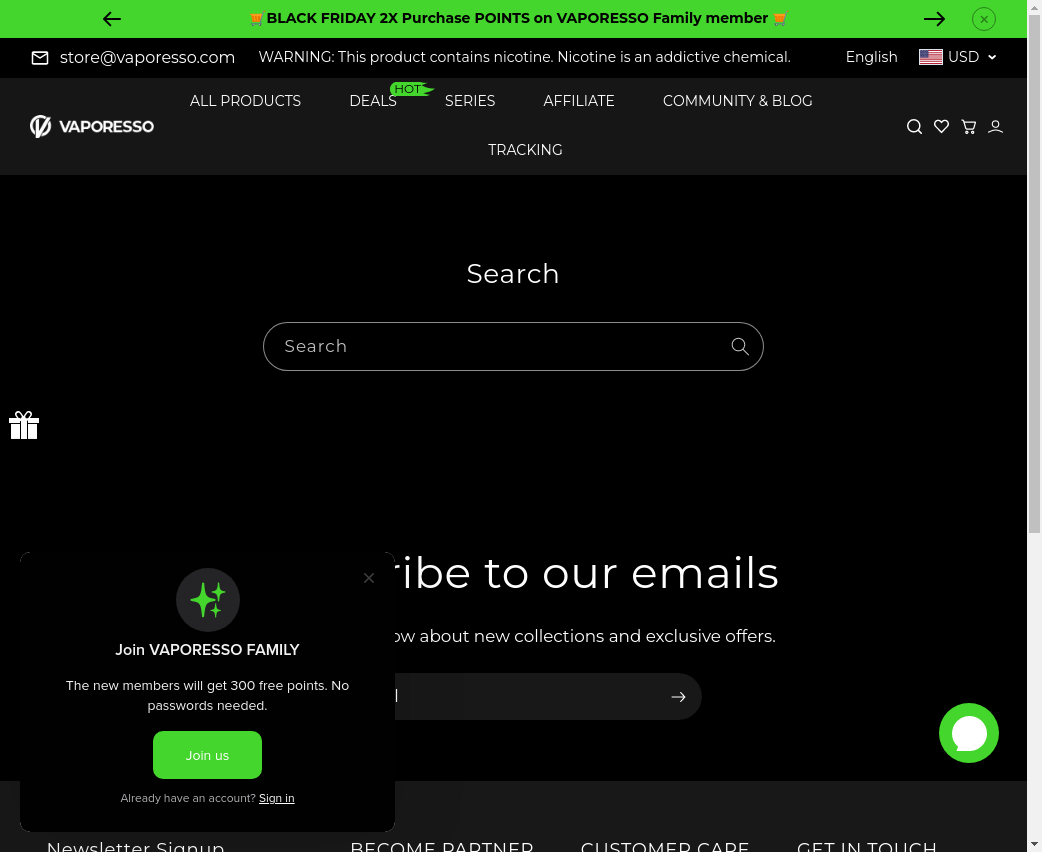 🛒BLACK FRIDAY 2X Purchase POINTS on VAPORESSO Family member 🛒
store@vaporesso.com WARNING: This product contains nicotine. Nicotine is an addictive chemical. English USD
HOT
ALL PRODUCTS DEALS SERIES AFFILIATE COMMUNITY & BLOG
VAPORESSO
TRACKING
Search
Search
ribe to our emails
ow about new collections and exclusive offers.
Join VAPORESSO FAMILY
The new members will get 300 free points. No
passwords needed.
Join us
Already have an account? Sign in
Newsletter Signup BECOME PARTNER CUSTOMER CARE GET IN TOUCH